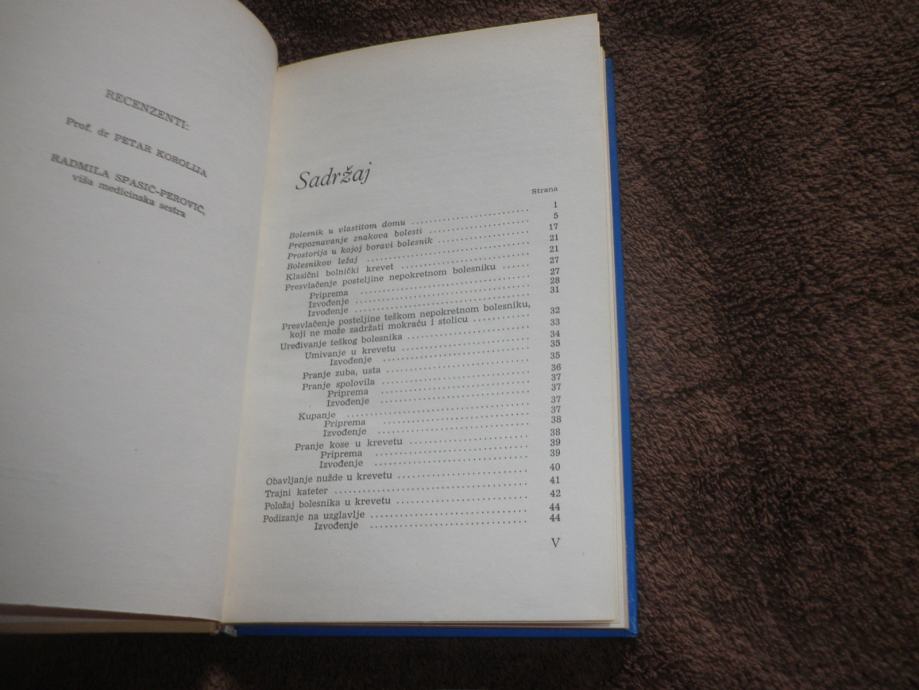 RECENZENTI:
Prof. dr PETAR KOROLIJA
RADMILA SPASIĆ-PEROVIĆ,
viša medicinska sestra
Sadržaj
Strana
Bolesnik u vlastitom domu . . . . . . . . . . 1
Prepoznavanje znakova bolesti . . . . . . . . . . 5
Prostorija u kojoj boravi bolesnik . . . . . . . . . . 17
Bolesnikov ležaj . . . . . . . . . . 21
Klasični bolnički krevet . . . . . . . . . . 21
Presvlačenje posteljine nepokretnom bolesniku . . . . . 27
Priprema . . . . . . . . . . 27
Izvođenje . . . . . . . . . . 28
Izvođenje . . . . . . . . . . 31
Presvlačenje posteljine teškom nepokretnom bolesniku,
koji ne može zadržati mokraću i stolicu . . . . . 32
Uređivanje teškog bolesnika . . . . . . . . . . 33
Umivanje u krevetu . . . . . . . . . . 34
Izvođenje . . . . . . . . . . 35
Pranje zuba, usta . . . . . . . . . . 35
Pranje spolovila . . . . . . . . . . 36
Priprema . . . . . . . . . . 37
Izvođenje . . . . . . . . . . 37
Kupanje . . . . . . . . . . 37
Priprema . . . . . . . . . . 37
Izvođenje . . . . . . . . . . 38
Pranje kose u krevetu . . . . . . . . . . 38
Priprema . . . . . . . . . . 39
Izvođenje . . . . . . . . . . 39
Obavljanje nužde u krevetu . . . . . . . . . . 40
Trajni kateter . . . . . . . . . . 41
Položaj bolesnika u krevetu . . . . . . . . . . 42
Podizanje na uzglavlje . . . . . . . . . . 44
Izvođenje . . . . . . . . . . 44
V